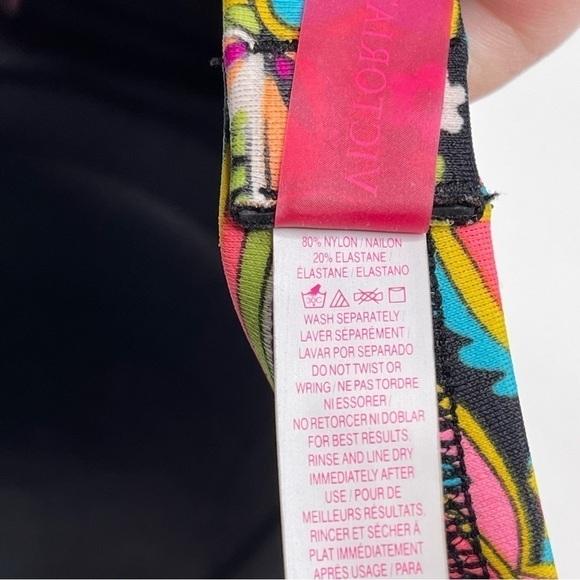 VICTORIA'
80% NYLON / NAILON
20% ELASTANE /
ÉLASTANE / ELASTANO
30C
WASH SEPARATELY /
LAVER SÉPARÉMENT /
LAVAR POR SEPARADO
DO NOT TWIST OR
WRING / NE PAS TORDRE
NI ESSORER /
NO RETORCER NI DOBLAR
FOR BEST RESULTS.
RINSE AND LINE DRY
IMMEDIATELY AFTER
USE / POUR DE
MEILLEURS RÉSULTATS.
RINCER ET SÉCHER À
PLAT IMMÉDIATEMENT
APRÈS USAGE / PARA